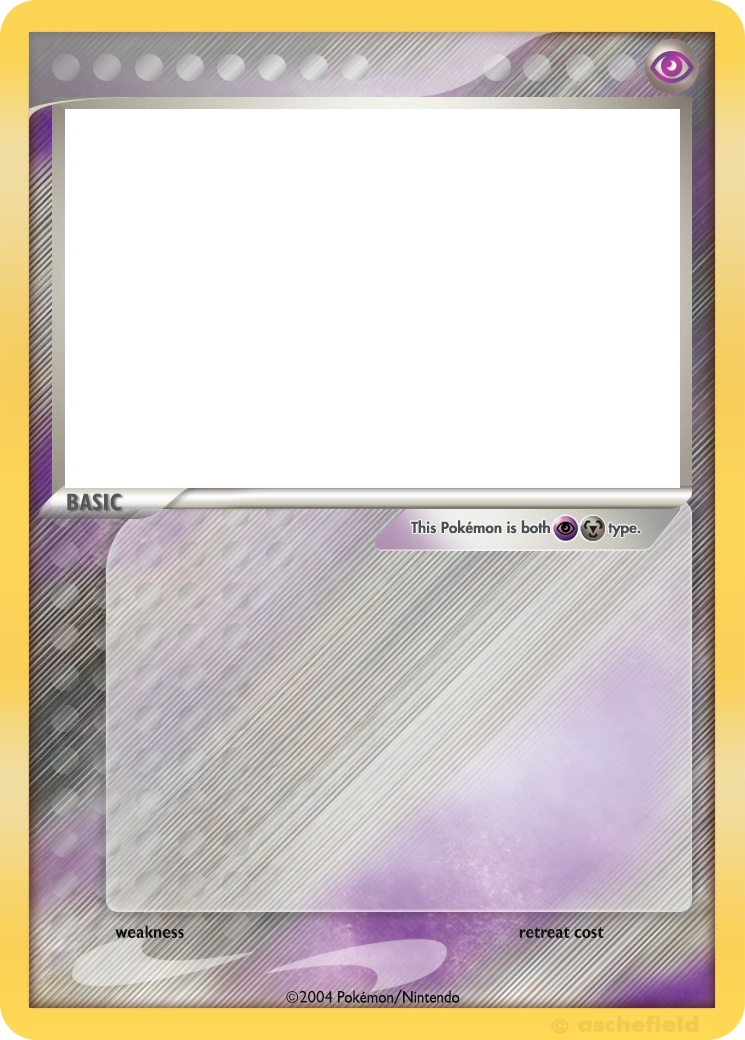 BASIC
This Pokémon is both type.
weakness retreat cost
©2004 Pokémon/Nintendo
© aschefield